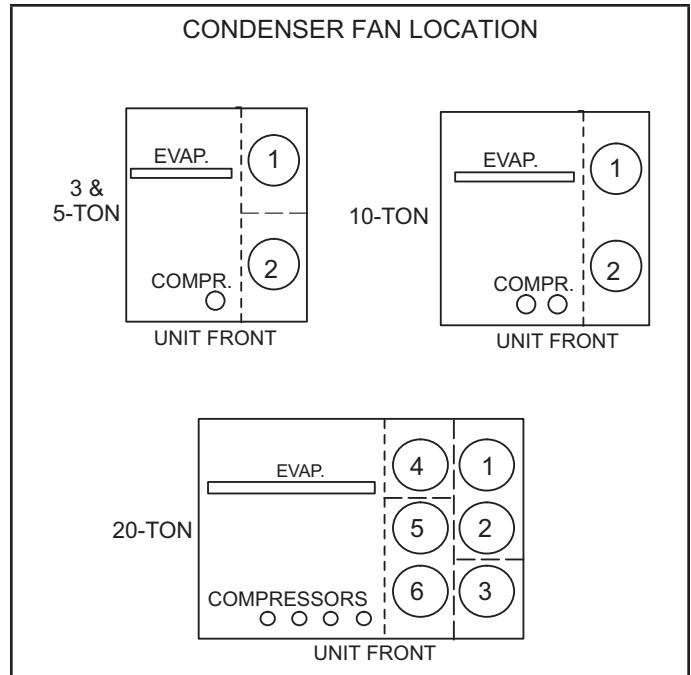 CONDENSER FAN LOCATION
3 &
5-TON
EVAP.
1
2
COMPR.
UNIT FRONT
10-TON
EVAP.
1
2
COMPR.
UNIT FRONT
20-TON
EVAP.
4
1
5
2
6
3
COMPRESSORS
UNIT FRONT